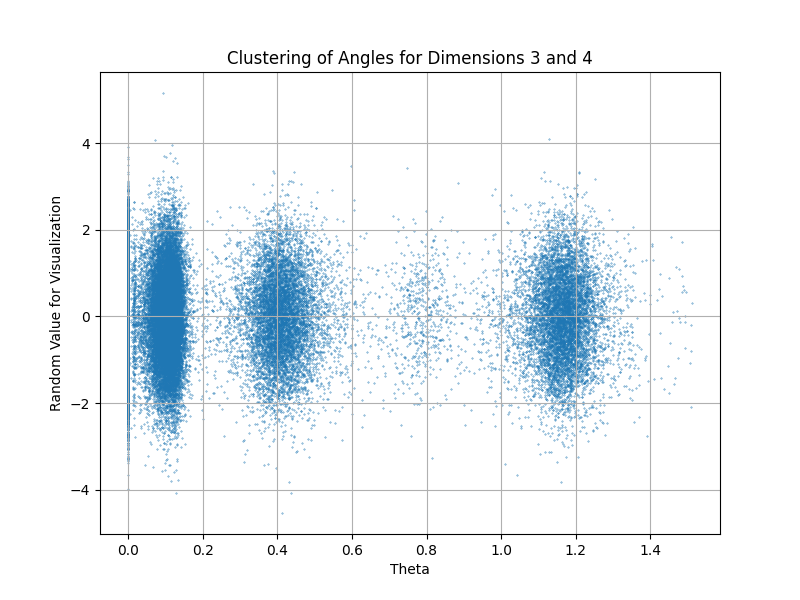 Clustering of Angles for Dimensions 3 and 4
Random Value for Visualization
4
2
0
−2
−4
0.0 0.2 0.4 0.6 0.8 1.0 1.2 1.4
Theta